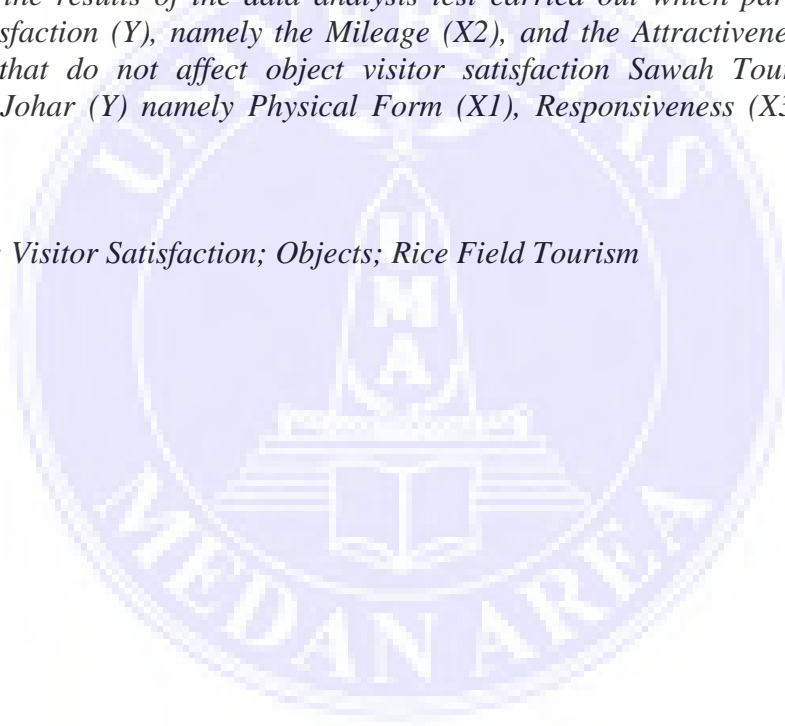 he results of the data analysis test carried out which par
sfaction (Y), namely the Mileage (X2), and the Attractivene
that do not affect object visitor satisfaction Sawah Tour
Johar (Y) namely Physical Form (X1), Responsiveness (X3
: Visitor Satisfaction; Objects; Rice Field Tourism
UMA
MEDAN AREA